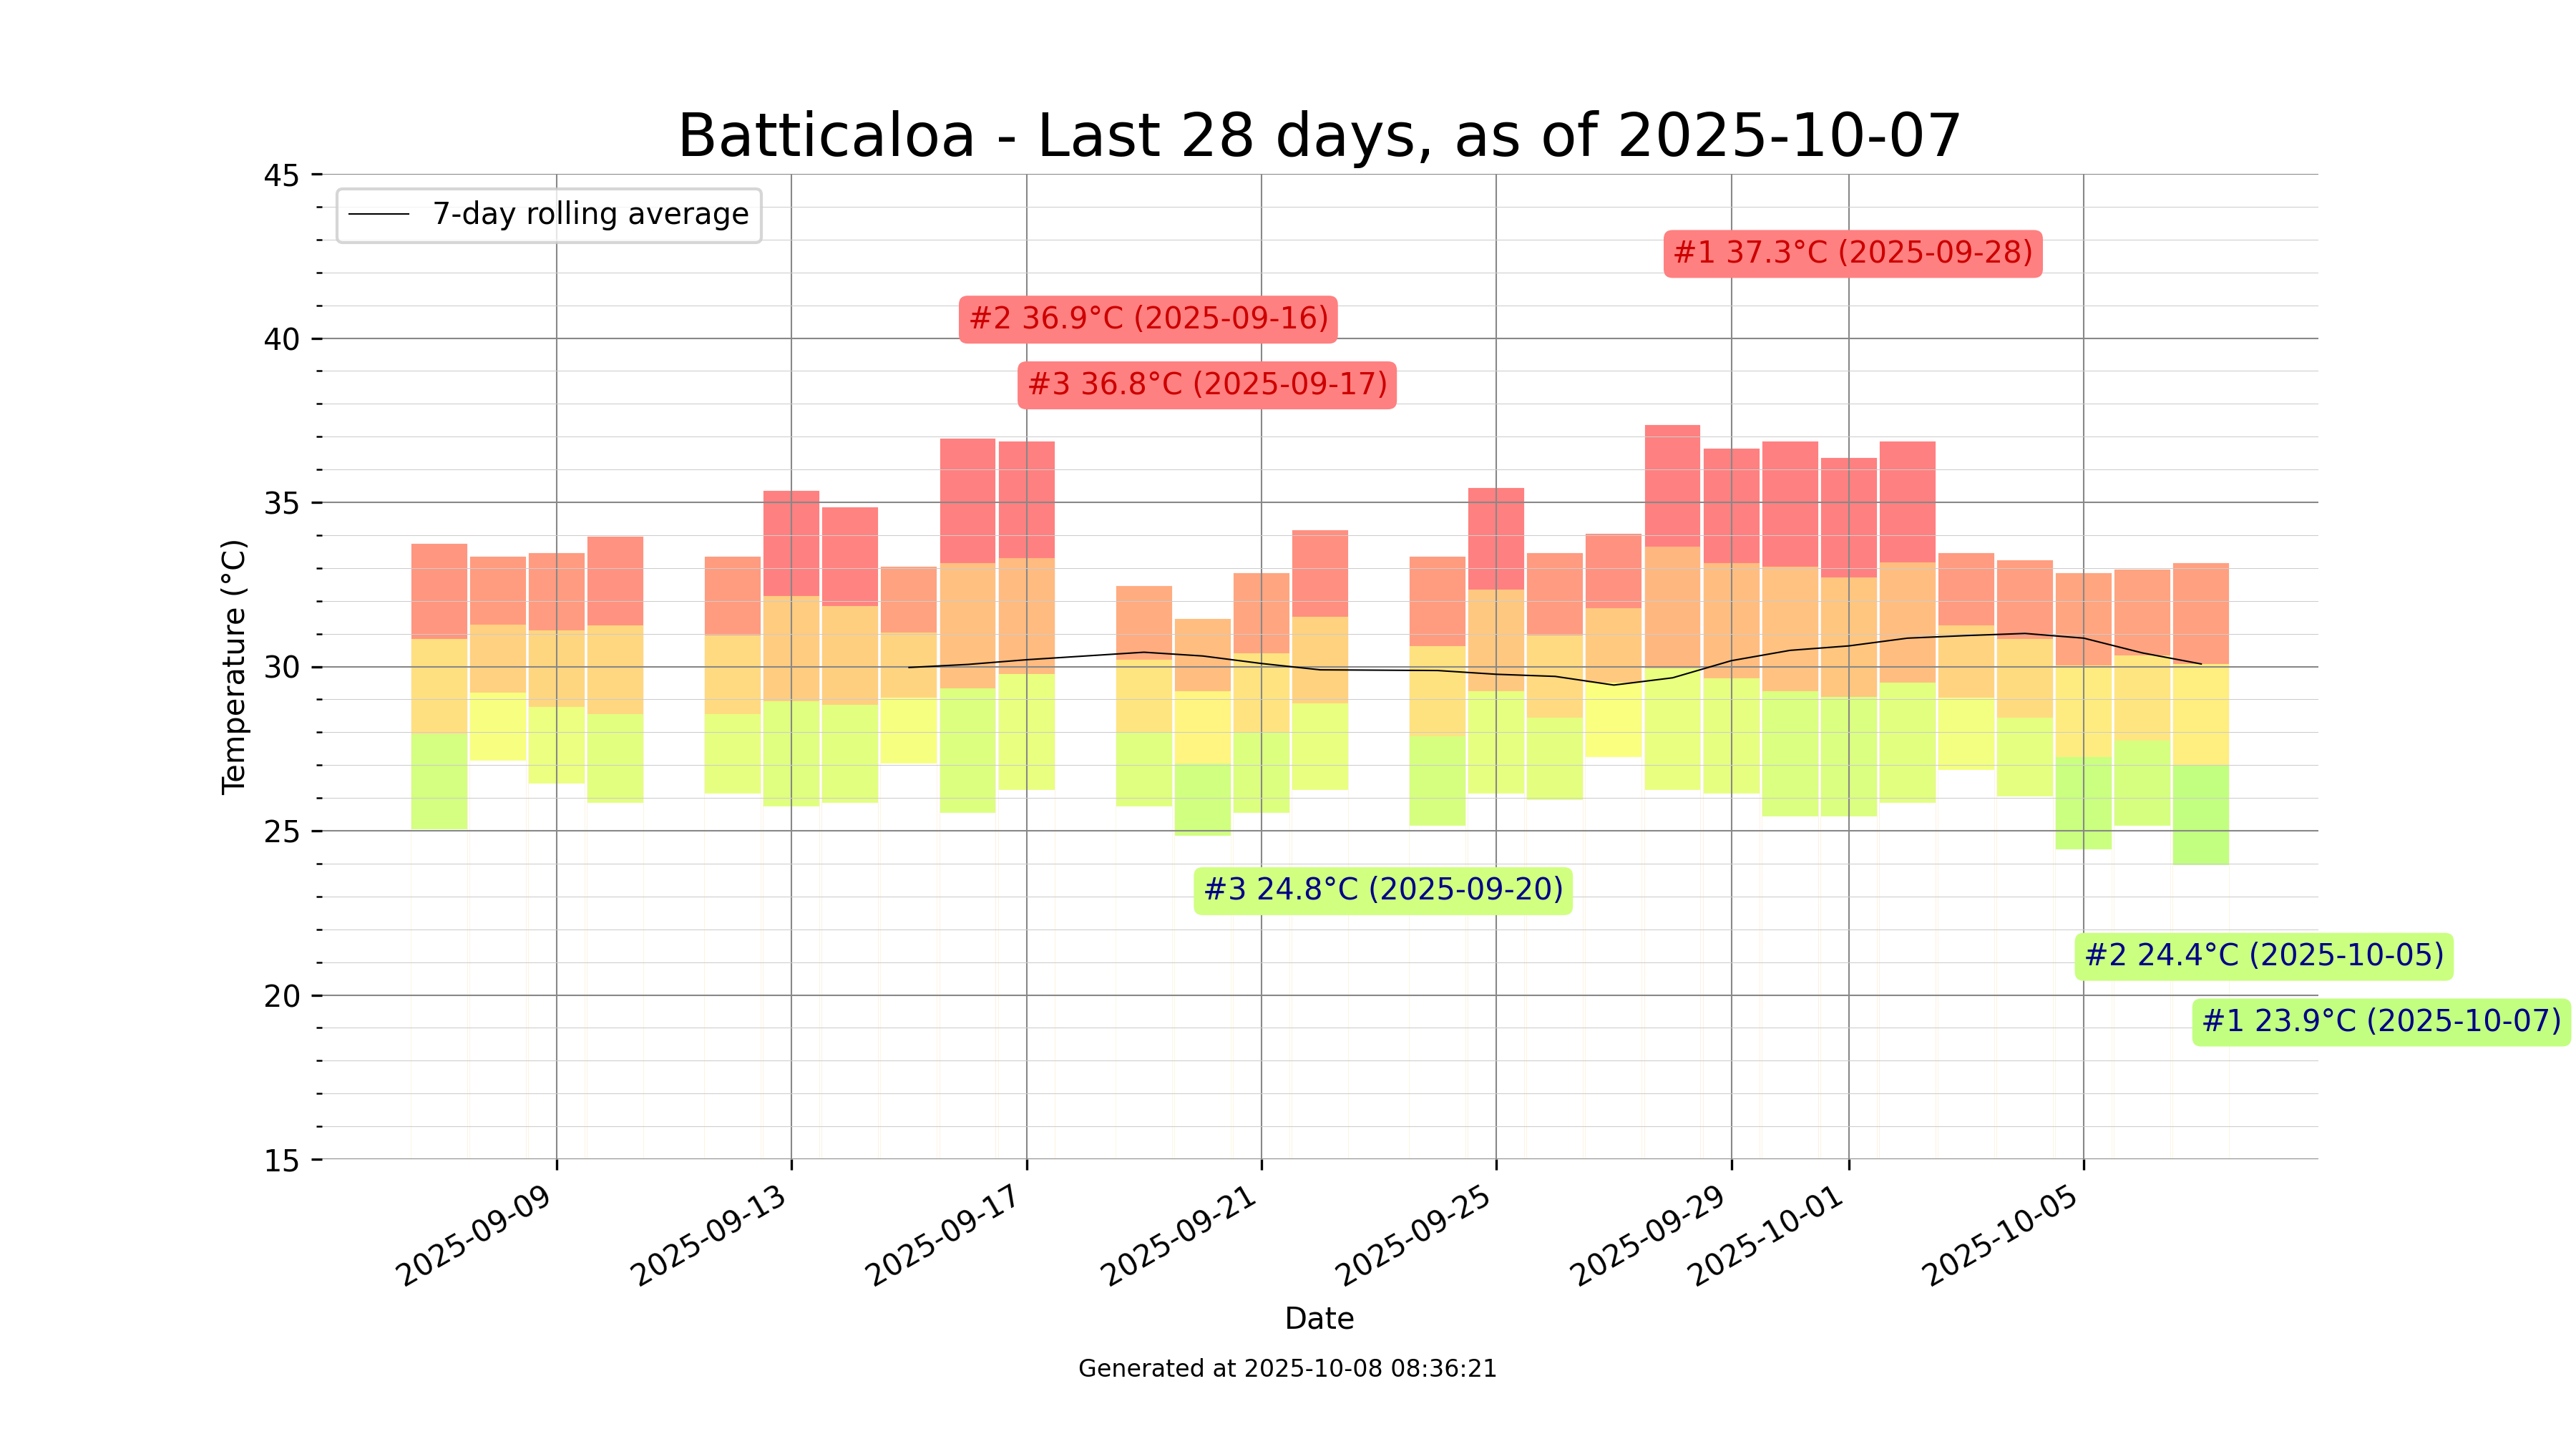 Batticaloa - Last 28 days, as of 2025-10-07
45
7-day rolling average
#1 37.3°C (2025-09-28)
#2 36.9°C (2025-09-16)
40
#3 36.8°C (2025-09-17)
35
Temperature (°C)
30
25
#3 24.8°C (2025-09-20)
#2 24.4°C (2025-10-05)
20
#1 23.9°C (2025-10-07)
15
2025-09-09
2025-09-13
2025-09-17
2025-09-21
2025-09-25
2025-09-29
2025-10-01
2025-10-05
Date
Generated at 2025-10-08 08:36:21